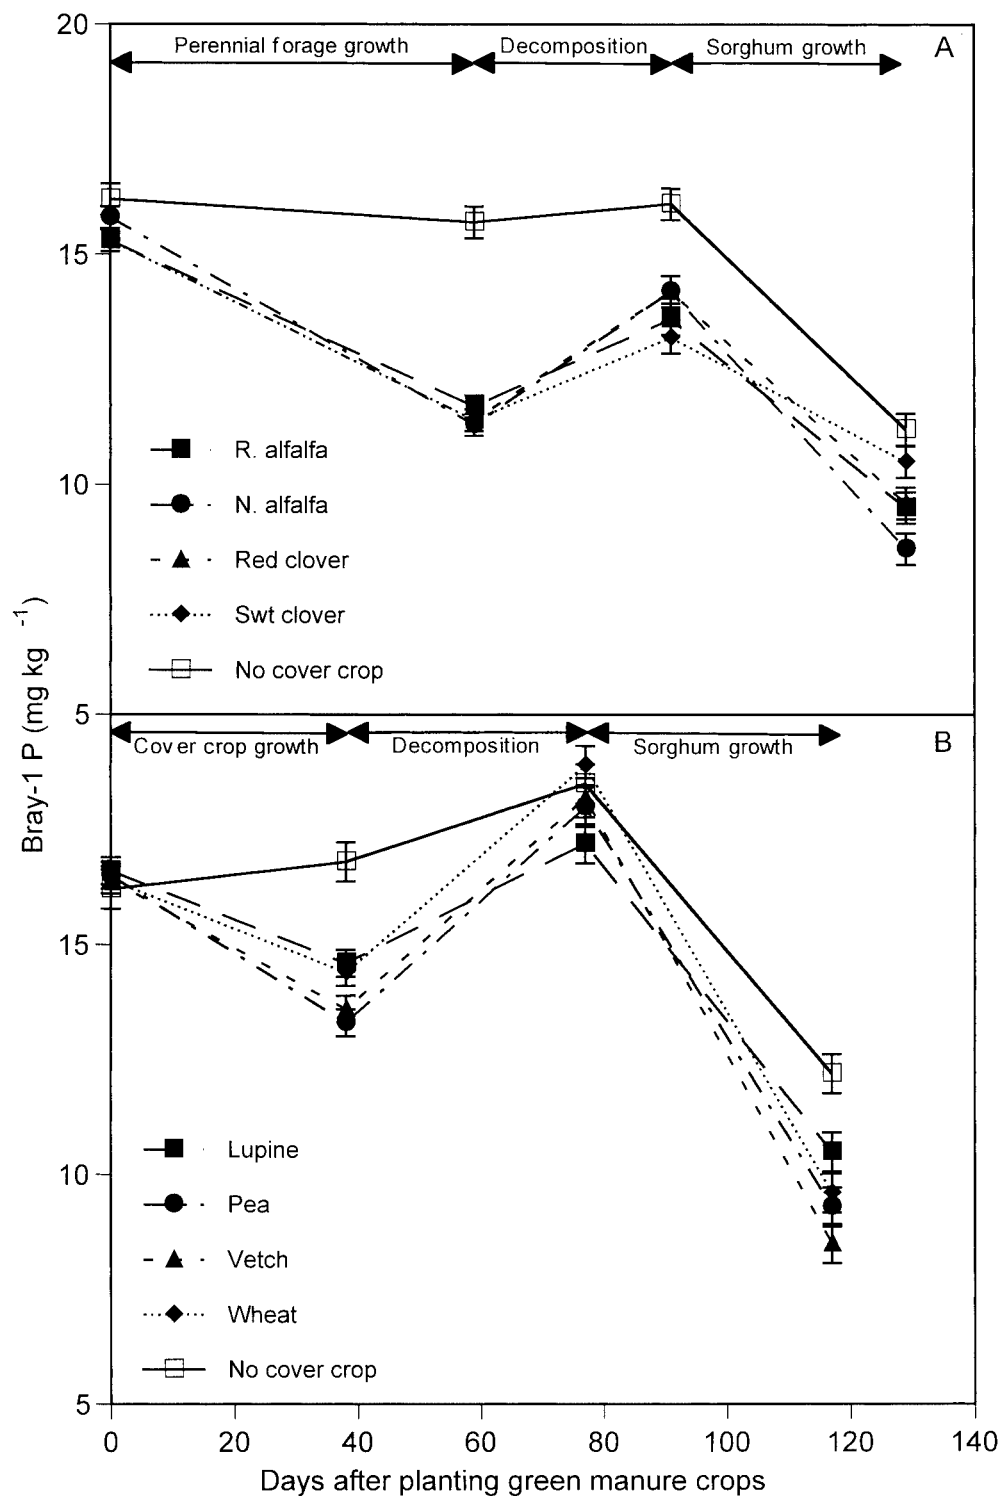 20
Perennial forage growth Decomposition Sorghum growth A
15
10
R. alfalfa
N. alfalfa
Red clover
Swt clover
No cover crop
Bray-1 P (mg kg⁻¹)
5
Cover crop growth Decomposition Sorghum growth B
15
10
Lupine
Pea
Vetch
Wheat
No cover crop
5
0 20 40 60 80 100 120 140
Days after planting green manure crops